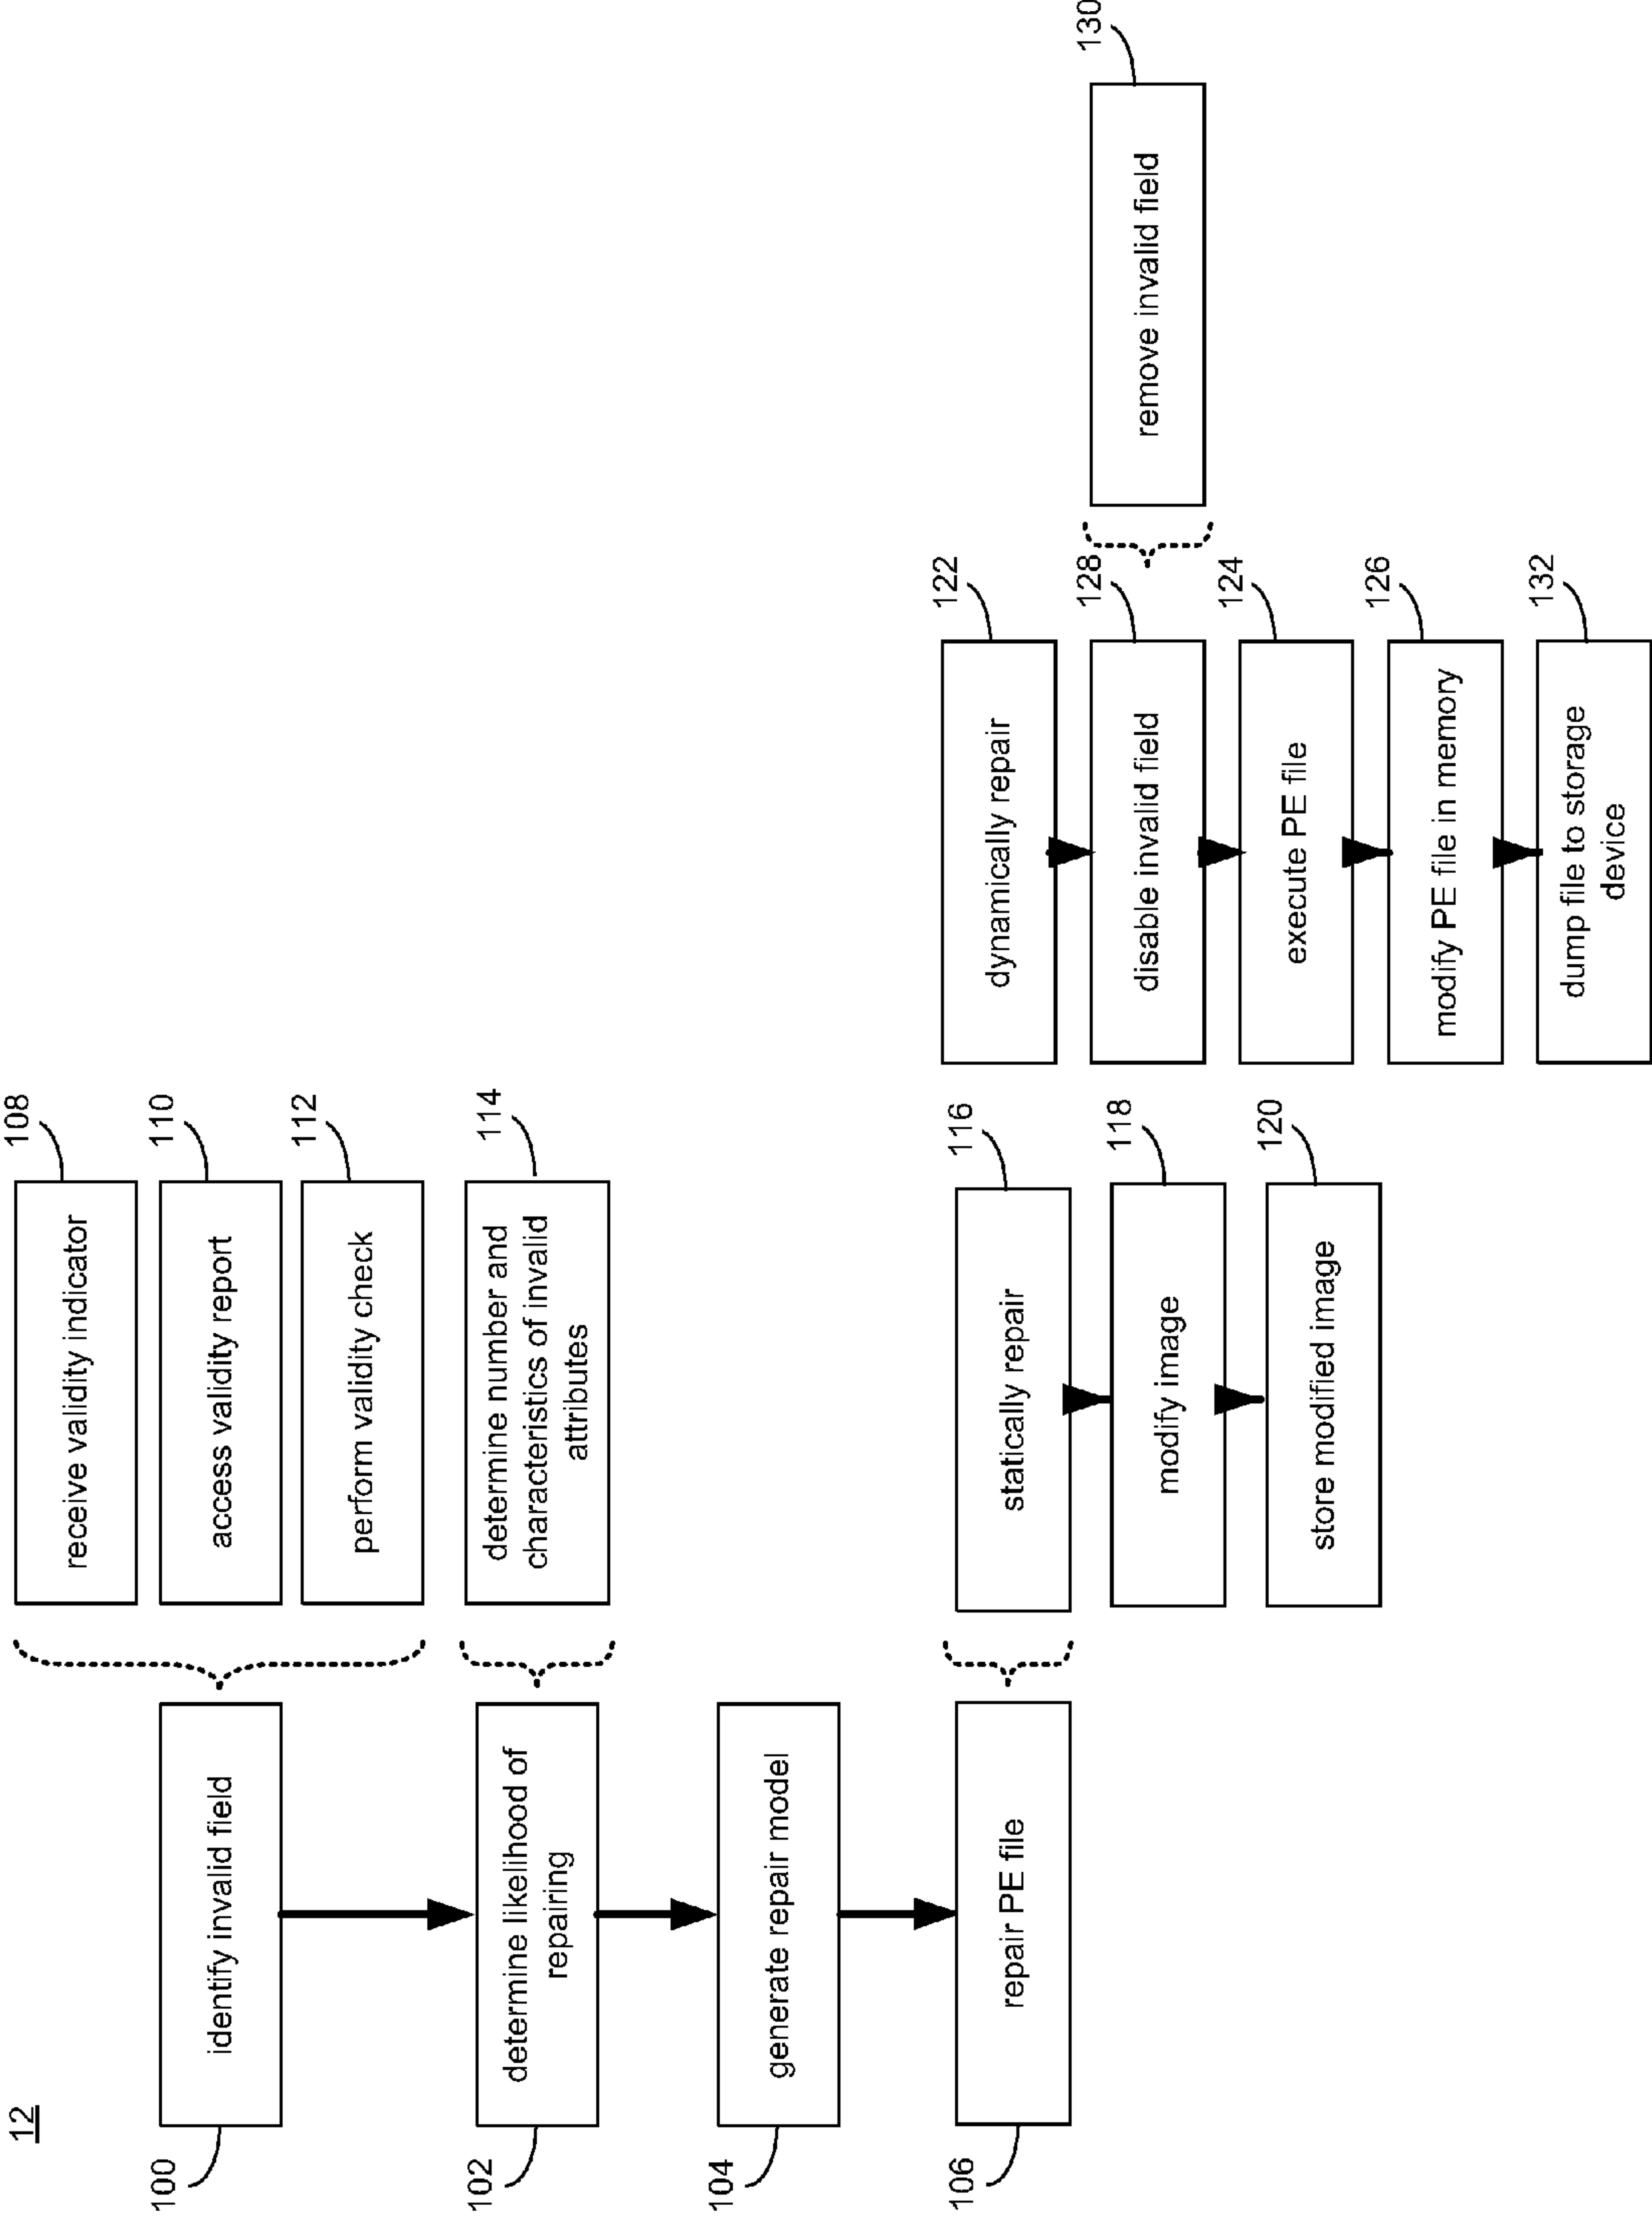 12
100
identify invalid field
102
determine likelihood of
repairing
104
generate repair model
106
repair PE file
108
receive validity indicator
110
access validity report
112
perform validity check
114
determine number and
characteristics of invalid
attributes
116
statically repair
118
modify image
120
store modified image
122
dynamically repair
128
disable invalid field
124
execute PE file
126
modify PE file in memory
132
dump file to storage
device
130
remove invalid field